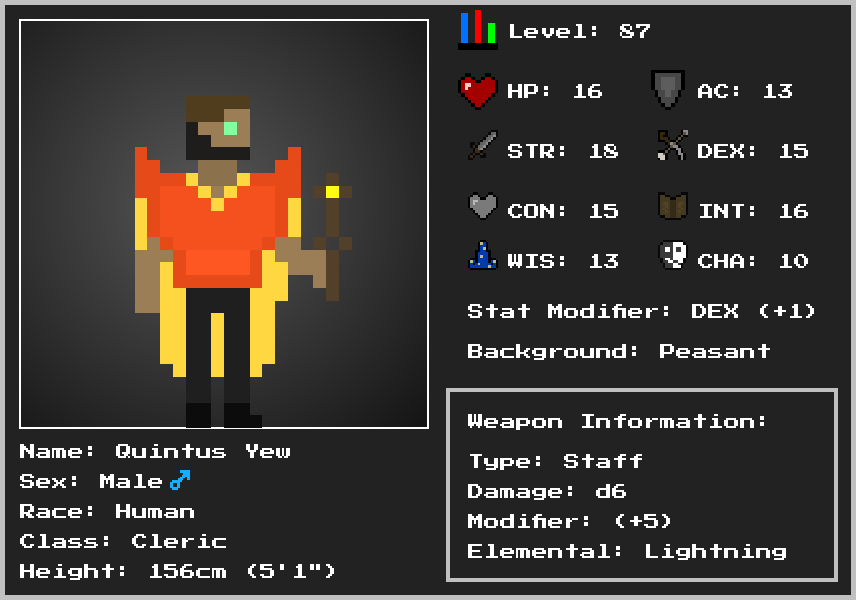 Level: 87
HP: 16
AC: 13
STR: 18
DEX: 15
CON: 15
INT: 16
WIS: 13
CHA: 10
Stat Modifier: DEX (+1)
Background: Peasant
Name: Quintus Yew
Sex: Male♂
Race: Human
Class: Cleric
Height: 156cm (5'1")
Weapon Information:
Type: Staff
Damage: d6
Modifier: (+5)
Elemental: Lightning